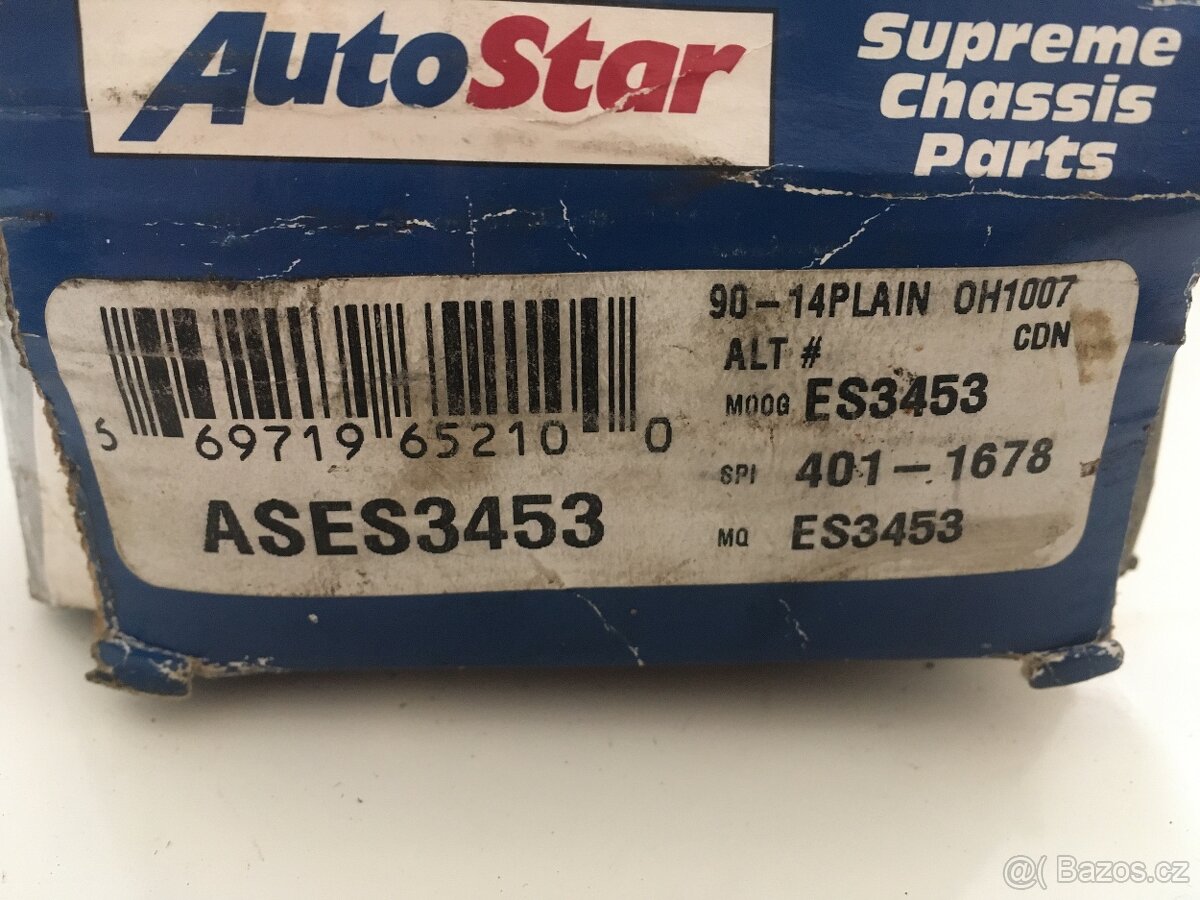 AutoStar
Supreme
Chassis
Parts
90-14PLAIN OH1007
CDN
ALT #
MOOG ES3453
SPI 401-1678
MQ ES3453
5 69719 65210 0
ASES3453
@( Bazos.cz